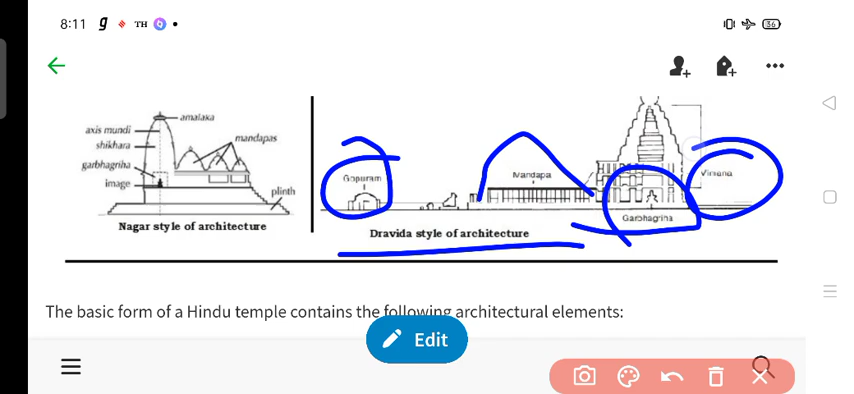 8:11 g TH 36
amalaka
axis mundi
mandapas
shikhara
garbhagriha
image
plinth
Nagar style of architecture
Gopuram
Mandapa
Vimana
Garbhagriha
Dravida style of architecture
The basic form of a Hindu temple contains the following architectural elements:
Edit